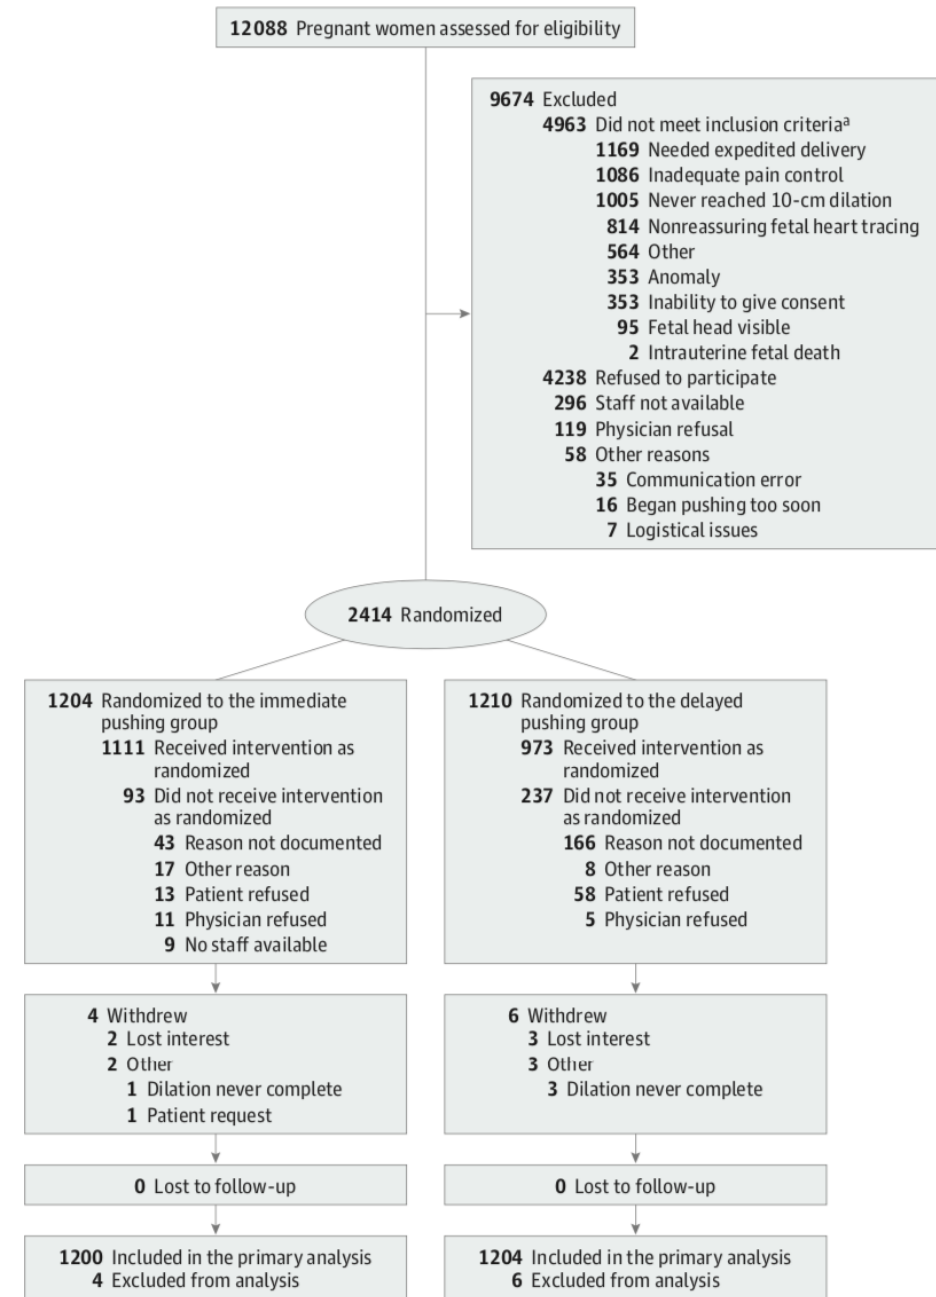 12088 Pregnant women assessed for eligibility
9674 Excluded
4963 Did not meet inclusion criteriaa
1169 Needed expedited delivery
1086 Inadequate pain control
1005 Never reached 10-cm dilation
814 Nonreassuring fetal heart tracing
564 Other
353 Anomaly
353 Inability to give consent
95 Fetal head visible
2 Intrauterine fetal death
4238 Refused to participate
296 Staff not available
119 Physician refusal
58 Other reasons
35 Communication error
16 Began pushing too soon
7 Logistical issues
2414 Randomized
1204 Randomized to the immediate
pushing group
1111 Received intervention as
randomized
93 Did not receive intervention
as randomized
43 Reason not documented
17 Other reason
13 Patient refused
11 Physician refused
9 No staff available
1210 Randomized to the delayed
pushing group
973 Received intervention as
randomized
237 Did not receive intervention
as randomized
166 Reason not documented
8 Other reason
58 Patient refused
5 Physician refused
4 Withdrew
2 Lost interest
2 Other
1 Dilation never complete
1 Patient request
6 Withdrew
3 Lost interest
3 Other
3 Dilation never complete
0 Lost to follow-up
0 Lost to follow-up
1200 Included in the primary analysis
4 Excluded from analysis
1204 Included in the primary analysis
6 Excluded from analysis